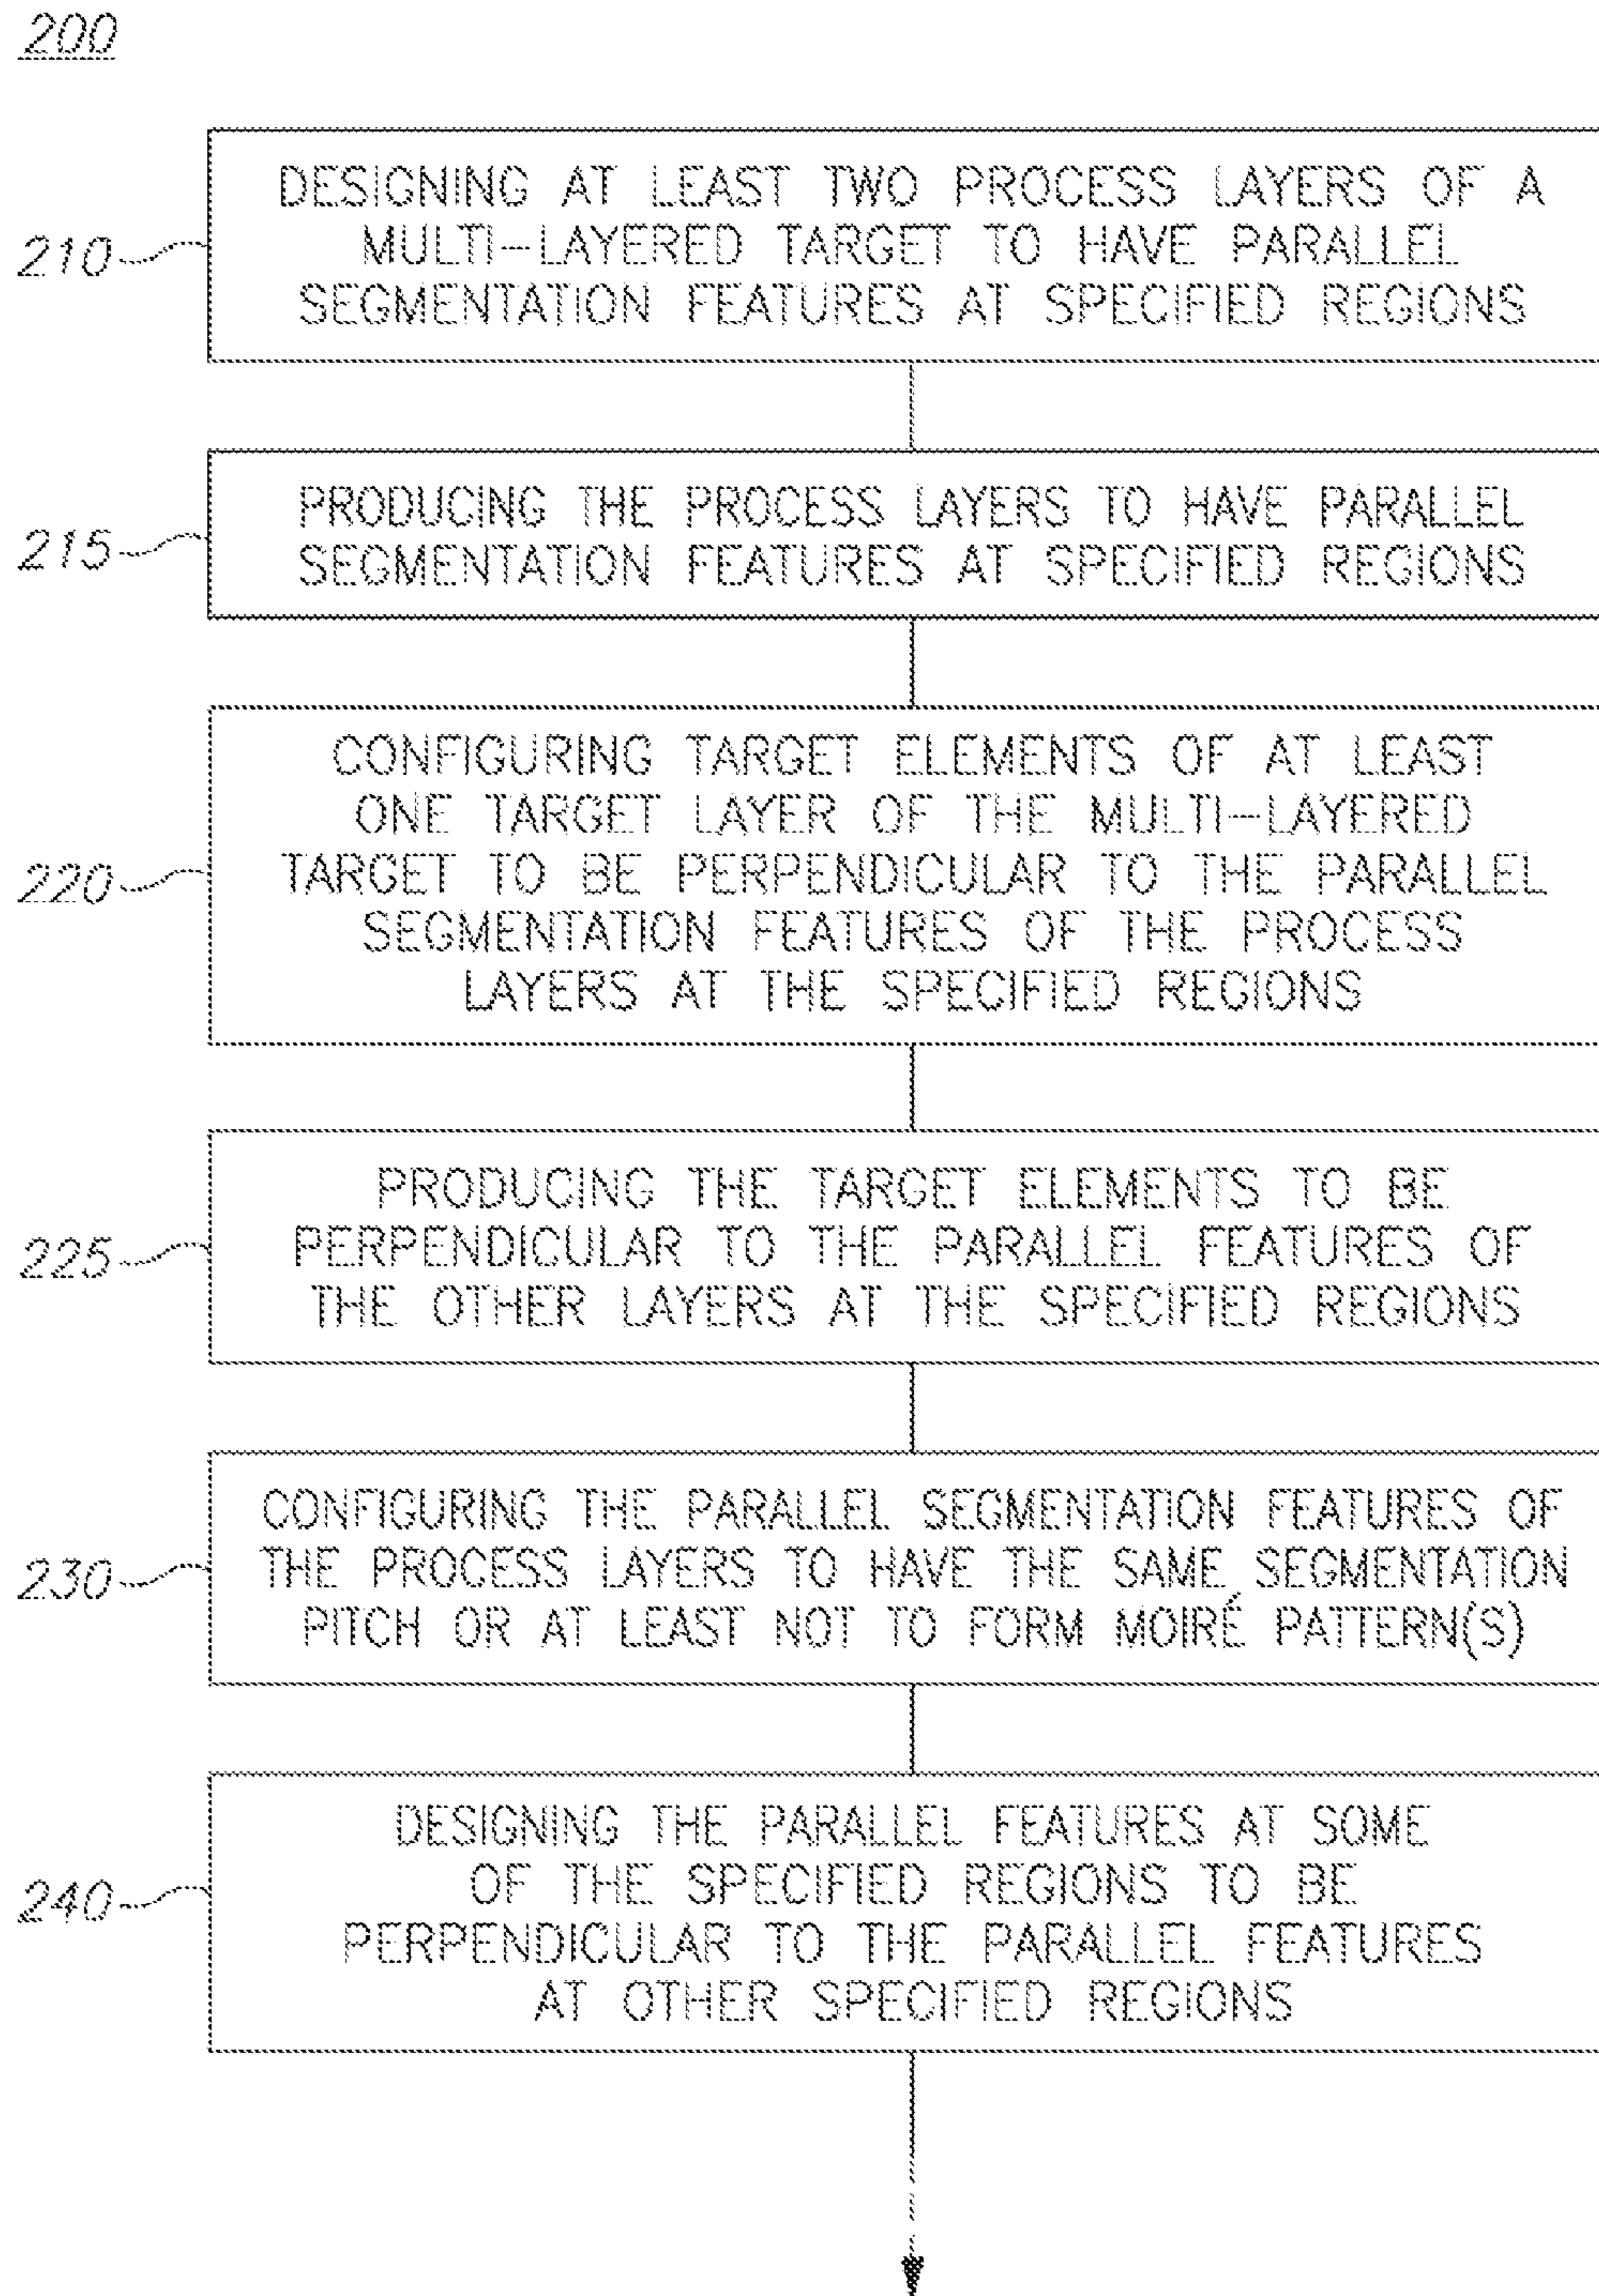 200
210
DESIGNING AT LEAST TWO PROCESS LAYERS OF A
MULTI-LAYERED TARGET TO HAVE PARALLEL
SEGMENTATION FEATURES AT SPECIFIED REGIONS
215
PRODUCING THE PROCESS LAYERS TO HAVE PARALLEL
SEGMENTATION FEATURES AT SPECIFIED REGIONS
220
CONFIGURING TARGET ELEMENTS OF AT LEAST
ONE TARGET LAYER OF THE MULTI-LAYERED
TARGET TO BE PERPENDICULAR TO THE PARALLEL
SEGMENTATION FEATURES OF THE PROCESS
LAYERS AT THE SPECIFIED REGIONS
225
PRODUCING THE TARGET ELEMENTS TO BE
PERPENDICULAR TO THE PARALLEL FEATURES OF
THE OTHER LAYERS AT THE SPECIFIED REGIONS
230
CONFIGURING THE PARALLEL SEGMENTATION FEATURES OF
THE PROCESS LAYERS TO HAVE THE SAME SEGMENTATION
PITCH OR AT LEAST NOT TO FORM MOIRÉ PATTERN(S)
240
DESIGNING THE PARALLEL FEATURES AT SOME
OF THE SPECIFIED REGIONS TO BE
PERPENDICULAR TO THE PARALLEL FEATURES
AT OTHER SPECIFIED REGIONS